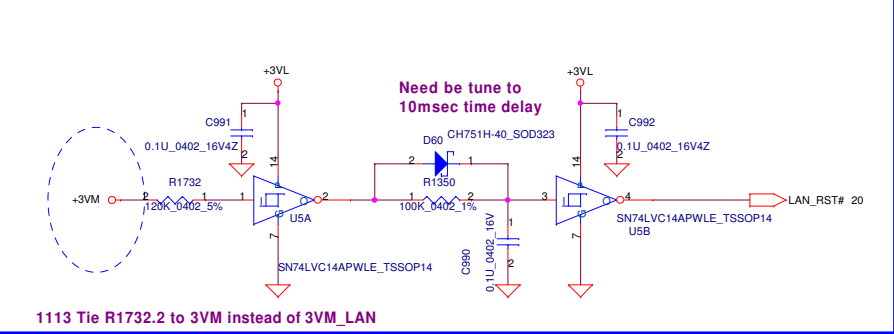 +3VL
+3VL
Need be tune to
10msec time delay
C991
1
0.1U_0402_16V4Z
2
14
D60
CH751H-40_SOD323
2
1
1
C992
0.1U_0402_16V4Z
2
14
+3VM
2
R1732
1
120K_0402_5%
1
P
I
O
G
2
U5A
1
R1350
2
100K_0402_1%
3
P
I
O
G
4
LAN_RST# 20
SN74LVC14APWLE_TSSOP14
U5B
7
7
1
C990
0.1U_0402_16V
2
SN74LVC14APWLE_TSSOP14
1113 Tie R1732.2 to 3VM instead of 3VM_LAN